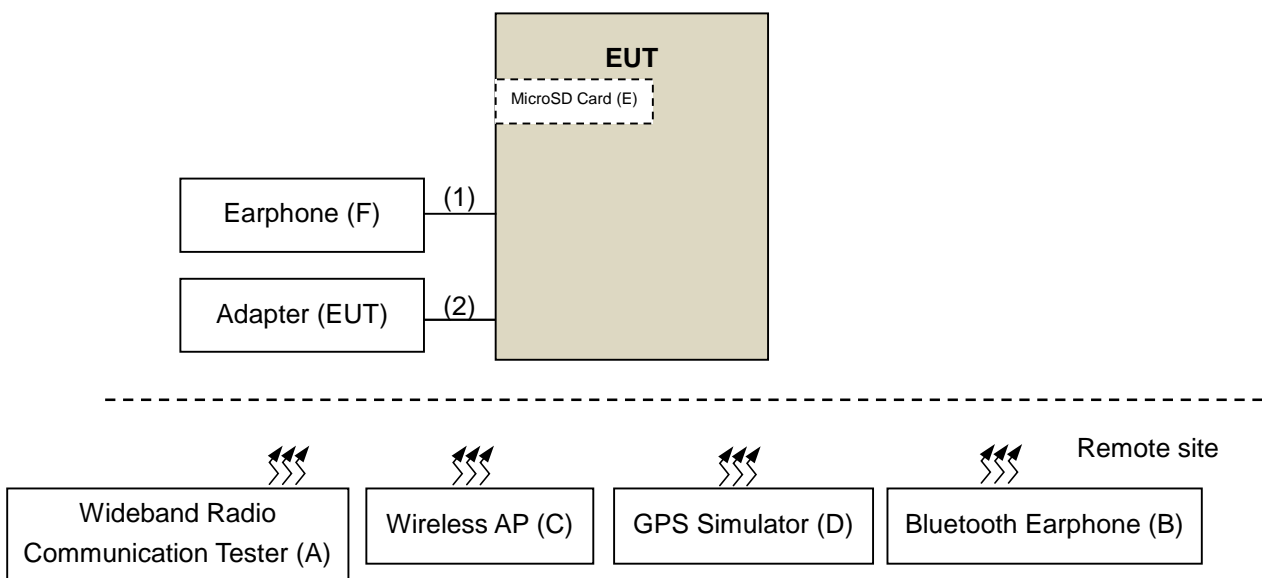 EUT
MicroSD Card (E)
Earphone (F)
(1)
Adapter (EUT)
(2)
Remote site
Wideband Radio
Communication Tester (A)
Wireless AP (C)
GPS Simulator (D)
Bluetooth Earphone (B)